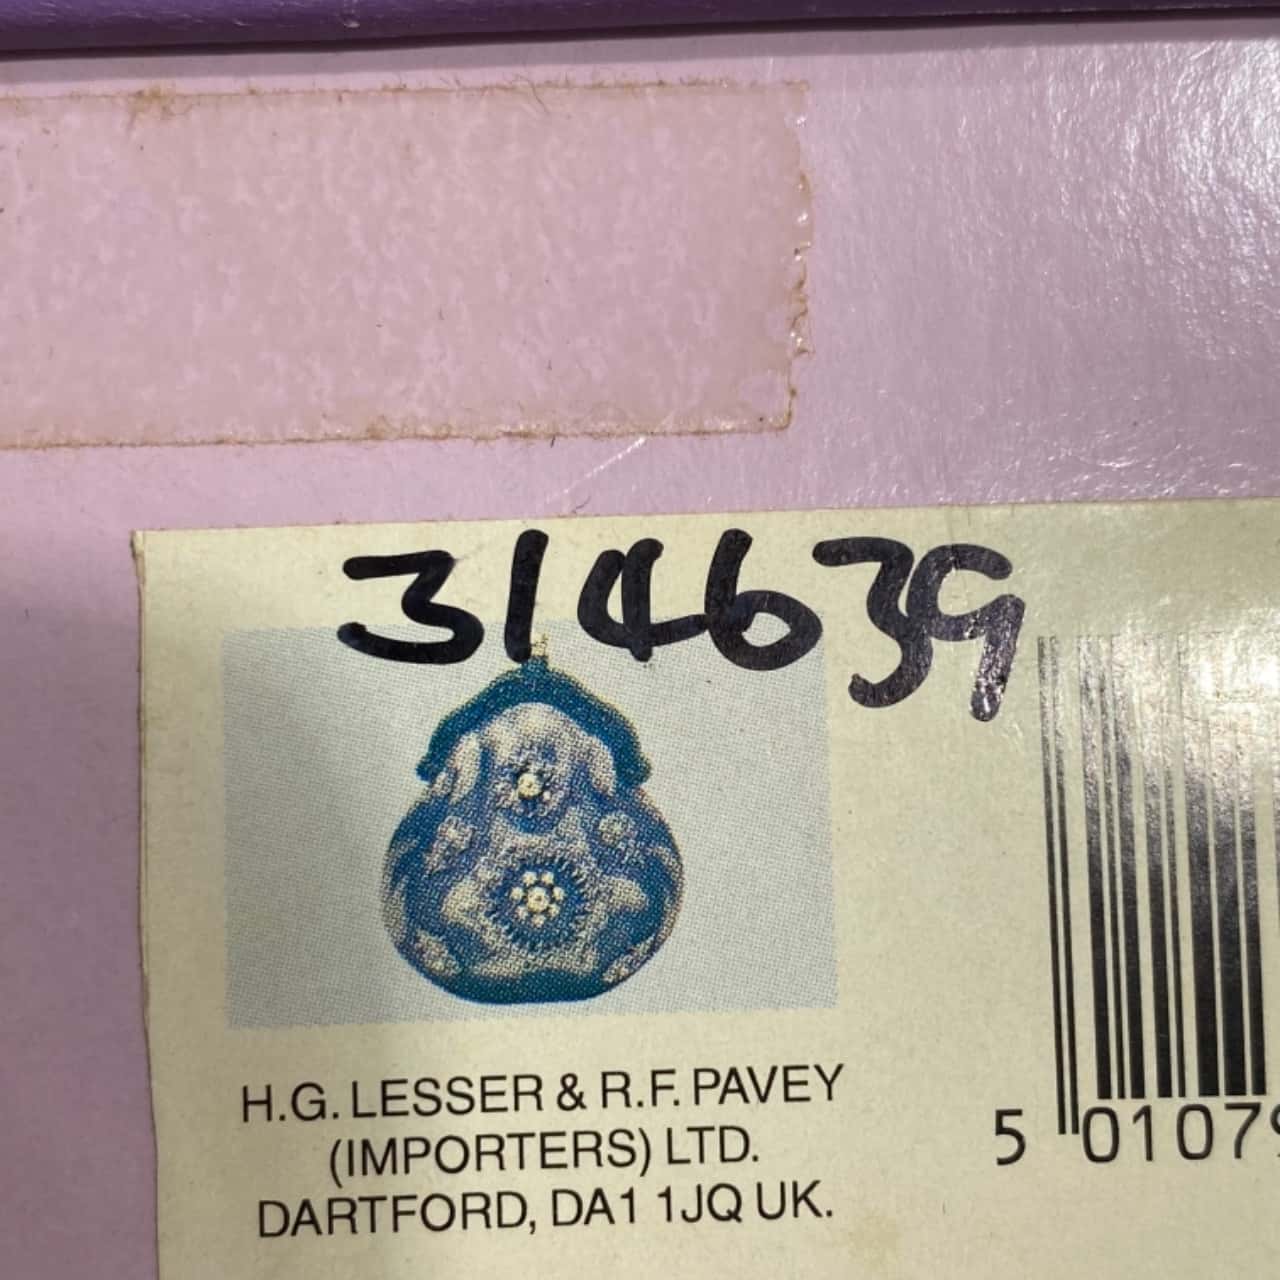 314639
H.G. LESSER & R.F. PAVEY
(IMPORTERS) LTD.
DARTFORD, DA1 1JQ UK.
5 01079